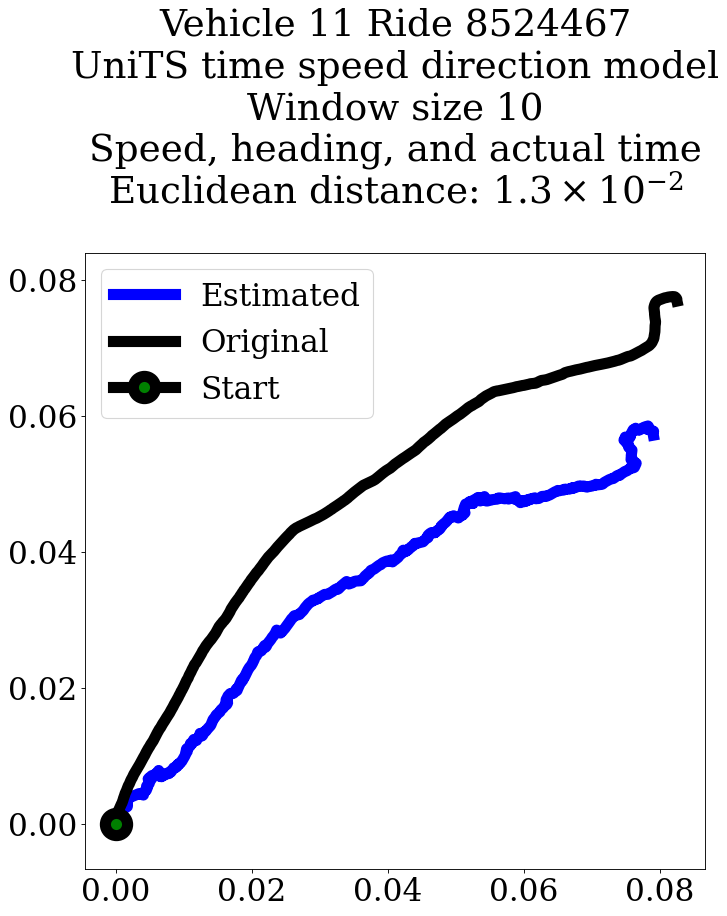 Vehicle 11 Ride 8524467
UniTS time speed direction model
Window size 10
Speed, heading, and actual time
Euclidean distance: 1.3 × 10⁻²
Estimated
Original
Start
0.08
0.06
0.04
0.02
0.00
0.00 0.02 0.04 0.06 0.08